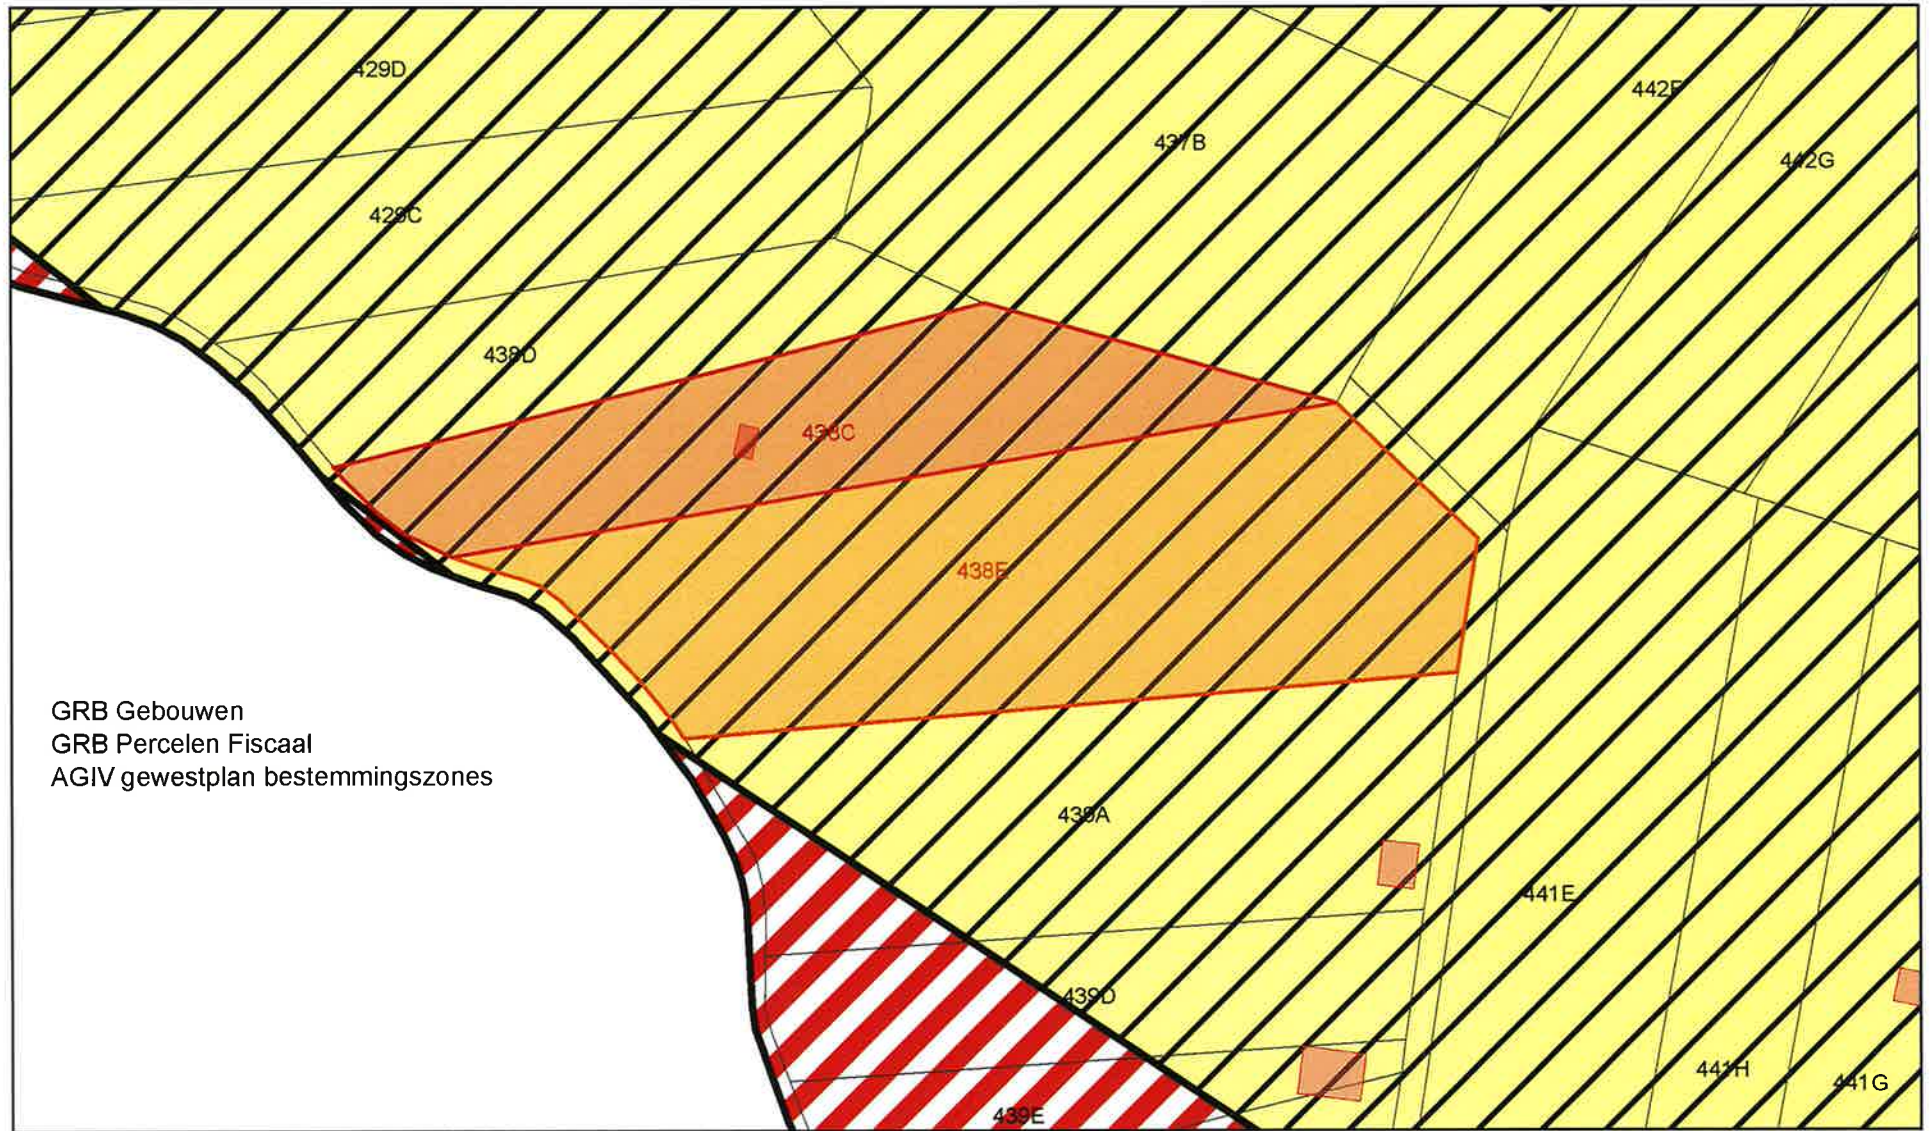 429D
442F
437B
442G
429C
438D
438C
438E
GRB Gebouwen
GRB Percelen Fiscaal
AGIV gewestplan bestemmingszones
439A
441E
439D
441H
441G
439E